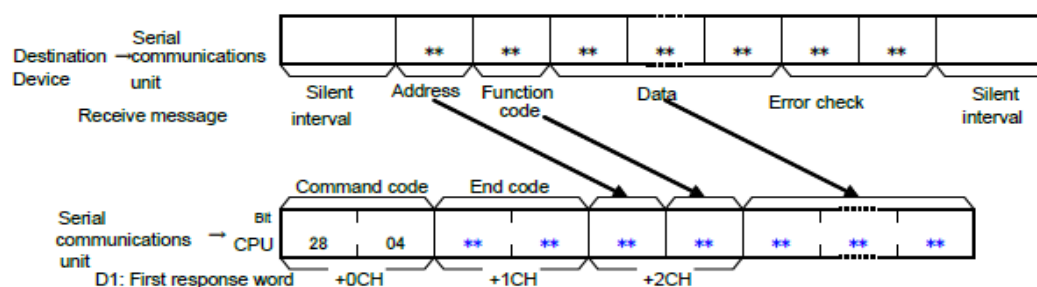 Destination → Serial communications unit
Device
Receive message
** ** ** ** ** ** **
Silent interval
Address
Function code
Data
Error check
Silent interval
Command code
End code
Serial communications unit → Bit CPU
28 04 ** ** ** ** ** ** **
D1: First response word
+0CH
+1CH
+2CH